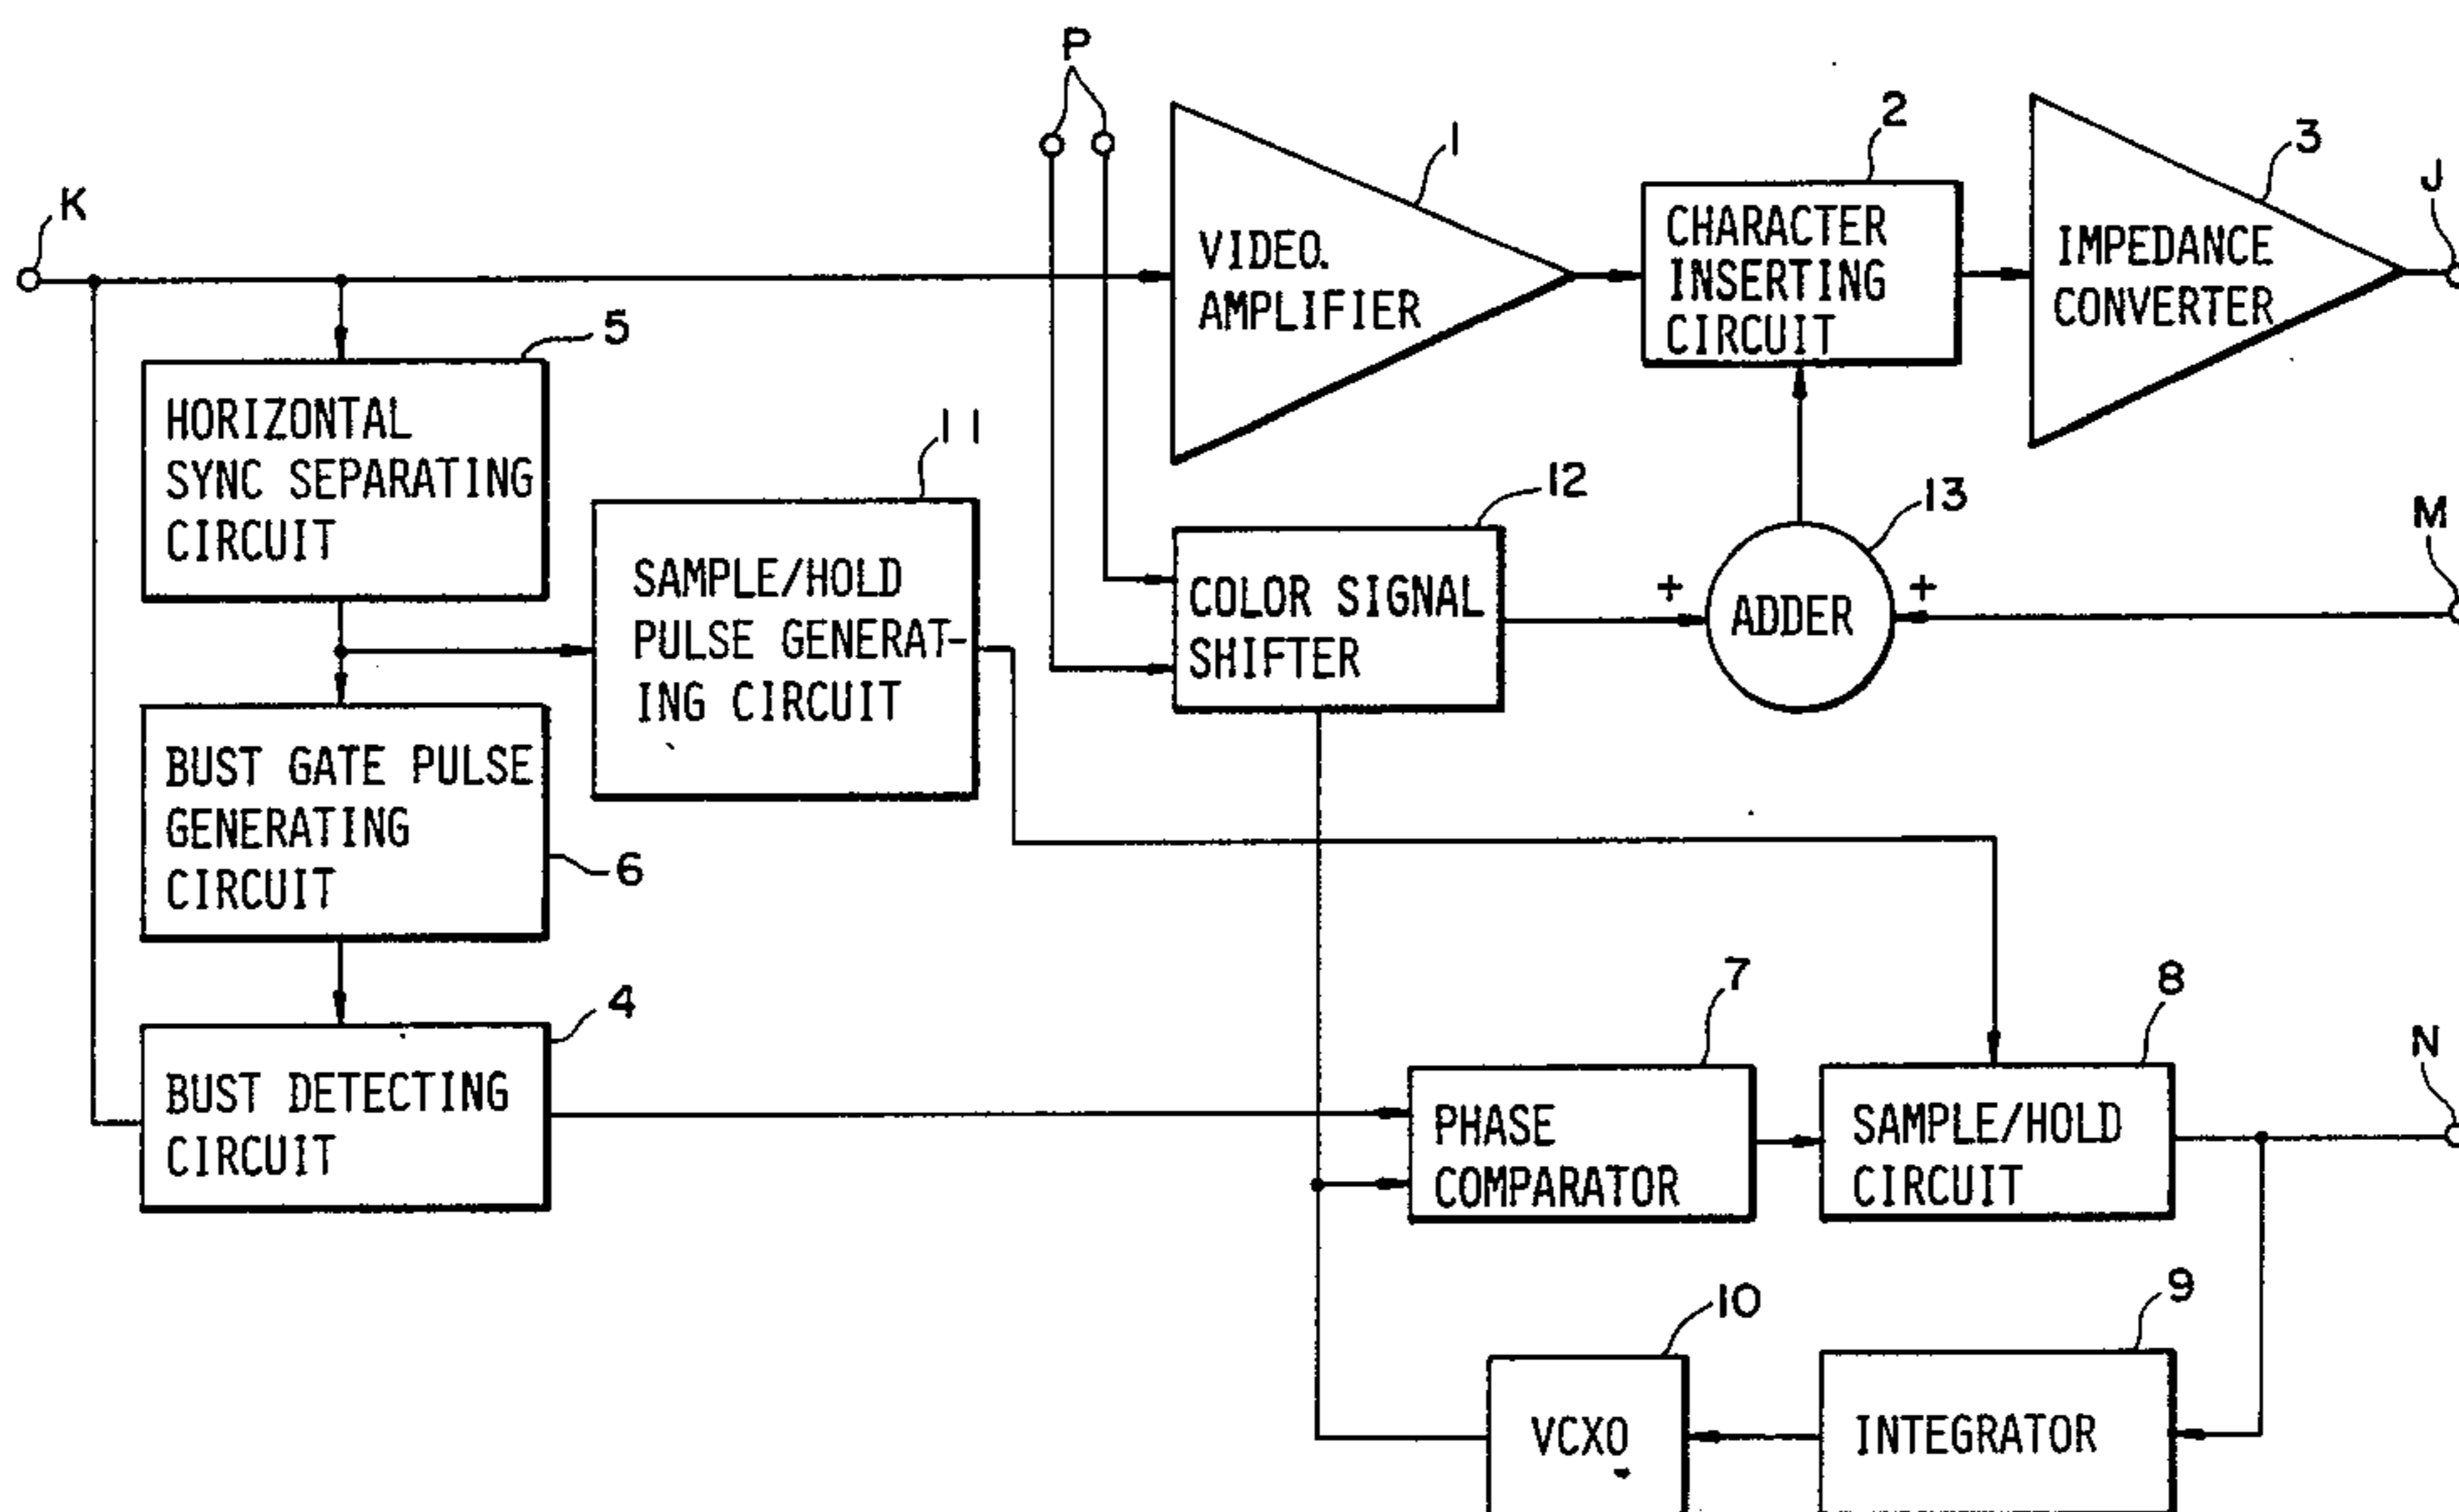 P
K
1
VIDEO.
AMPLIFIER
2
CHARACTER
INSERTING
CIRCUIT
3
IMPEDANCE
CONVERTER
J
5
HORIZONTAL
SYNC SEPARATING
CIRCUIT
11
SAMPLE/HOLD
PULSE GENERAT-
ING CIRCUIT
12
COLOR SIGNAL
SHIFTER
+
13
ADDER
+
M
BUST GATE PULSE
GENERATING
CIRCUIT
6
4
BUST DETECTING
CIRCUIT
7
PHASE
COMPARATOR
8
SAMPLE/HOLD
CIRCUIT
N
10
VCXO
9
INTEGRATOR